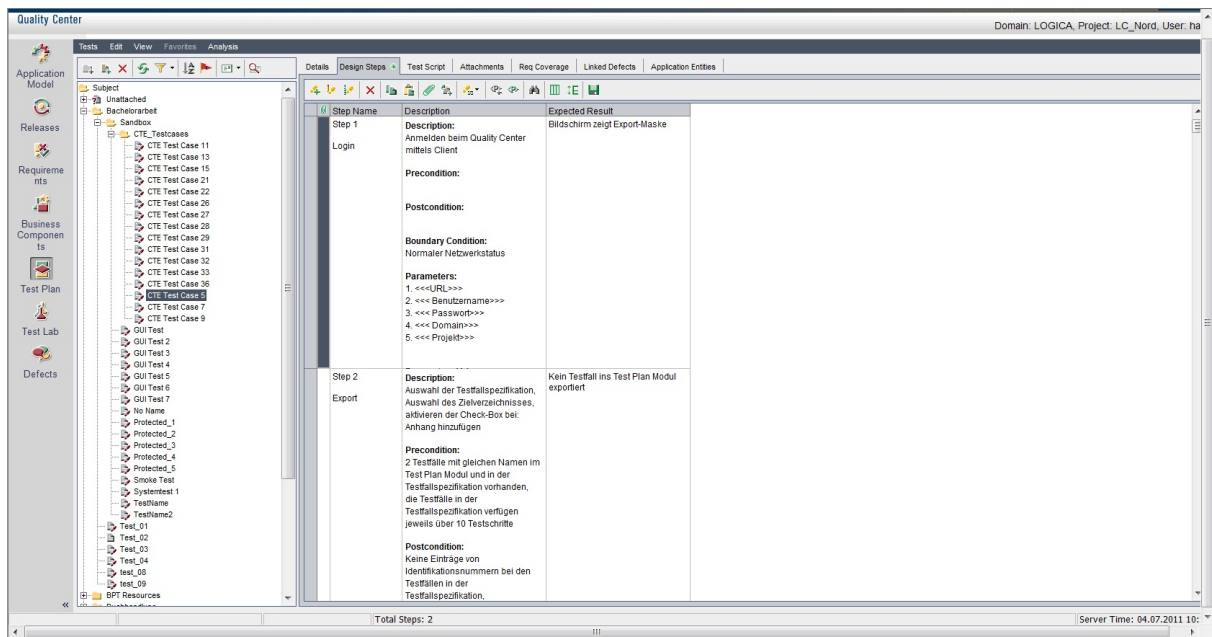 Quality Center
Domain: LOGICA, Project: LC_Nord, User: ha
Tests Edit View Favorites Analysis
Application
Model
Releases
Requireme
nts
Business
Componen
ts
Test Plan
Test Lab
Defects
Subject
Unattached
Bachelorarbeit
Sandbox
CTE_Testcases
CTE Test Case 11
CTE Test Case 13
CTE Test Case 15
CTE Test Case 21
CTE Test Case 22
CTE Test Case 26
CTE Test Case 27
CTE Test Case 28
CTE Test Case 29
CTE Test Case 31
CTE Test Case 32
CTE Test Case 33
CTE Test Case 36
CTE Test Case 5
CTE Test Case 7
CTE Test Case 9
GUI Test
GUI Test 2
GUI Test 3
GUI Test 4
GUI Test 5
GUI Test 6
GUI Test 7
No Name
Protected_1
Protected_2
Protected_3
Protected_4
Protected_5
Smoke Test
Systemtest 1
TestName
TestName2
Test_01
Test_02
Test_03
Test_04
test_08
test_09
BPT Resources
Details Design Steps Test Script Attachments Req Coverage Linked Defects Application Entities
Step Name Description Expected Result
Step 1
Login
Description:
Anmelden beim Quality Center
mittels Client
Precondition:
Postcondition:
Boundary Condition:
Normaler Netzwerkstatus
Parameters:
1. <<<URL>>>
2. <<< Benutzername>>>
3. <<< Passwort>>>
4. <<< Domain>>>
5. <<< Projekt>>>
Bildschirm zeigt Export-Maske
Step 2
Export
Description:
Auswahl der Testfallspezifikation,
Auswahl des Zielverzeichnisses,
aktivieren der Check-Box bei:
Anhang hinzufügen
Precondition:
2 Testfälle mit gleichen Namen im
Test Plan Modul und in der
Testfallspezifikation vorhanden,
die Testfälle in der
Testfallspezifikation verfügen
jeweils über 10 Testschritte
Postcondition:
Keine Einträge von
Identifikationsnummern bei den
Testfällen in der
Testfallspezifikation,
Kein Testfall ins Test Plan Modul
exportiert
Total Steps: 2
Server Time: 04.07.2011 10: